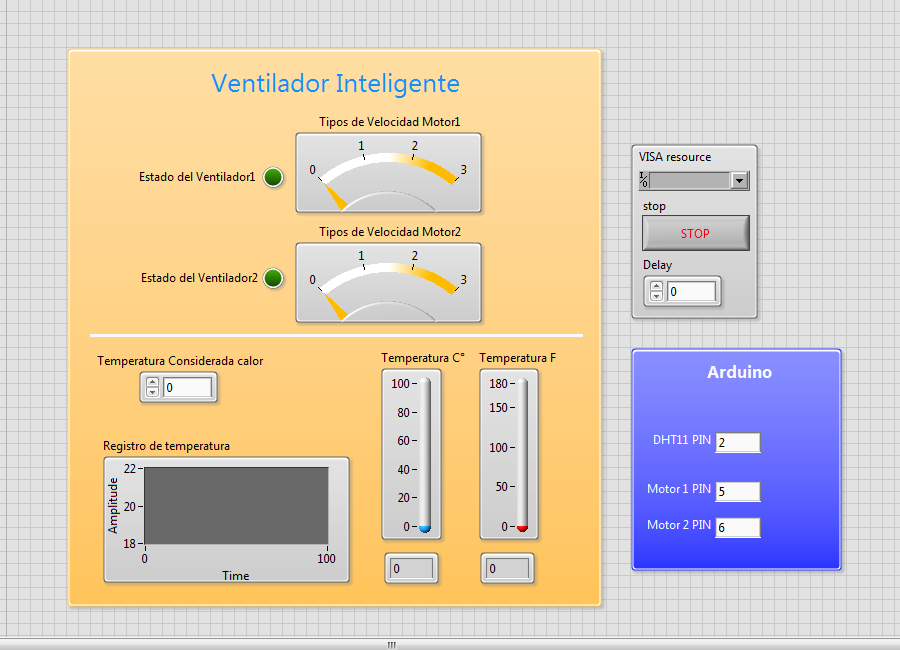 Ventilador Inteligente
Tipos de Velocidad Motor1
0 1 2 3
Estado del Ventilador1
Tipos de Velocidad Motor2
0 1 2 3
Estado del Ventilador2
Temperatura Considerada calor
0
Registro de temperatura
Amplitude
22
20
18
0 100
Time
Temperatura C°
100
80
60
40
20
0
0
Temperatura F
180
150
100
50
0
0
VISA resource
I/O
stop
STOP
Delay
0
Arduino
DHT11 PIN 2
Motor 1 PIN 5
Motor 2 PIN 6